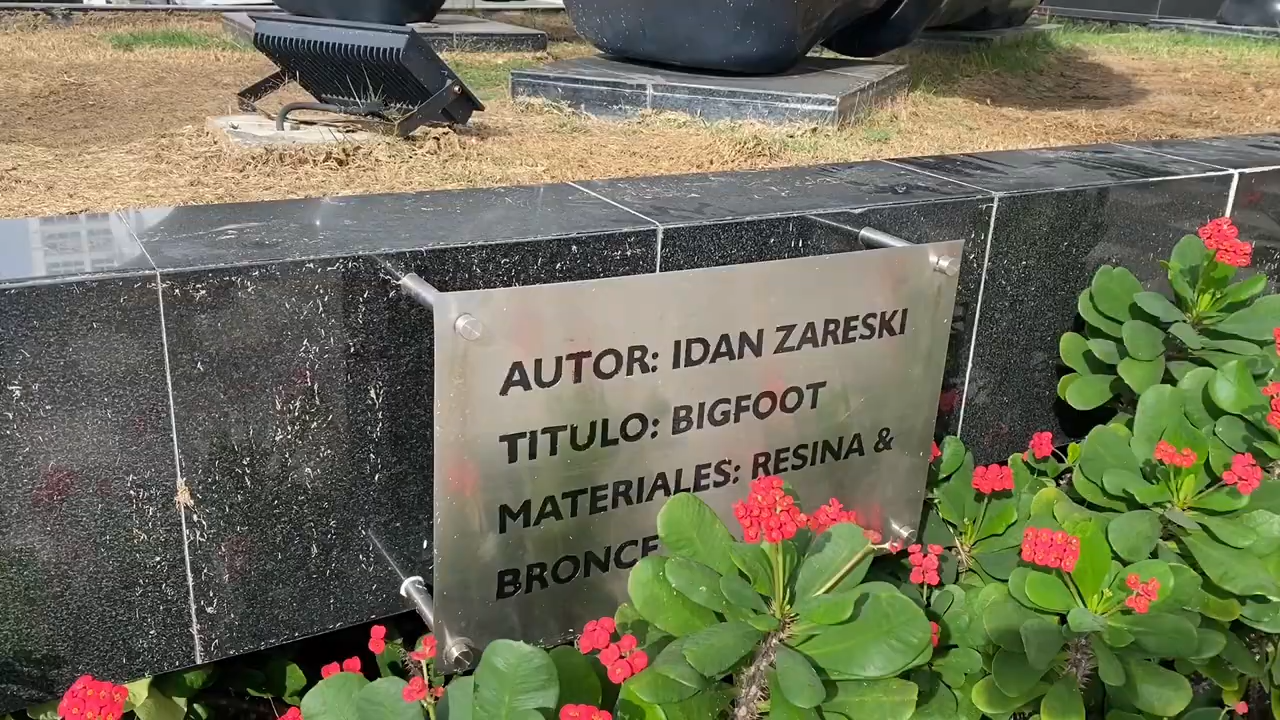 AUTOR: IDAN ZARESKI
TITULO: BIGFOOT
MATERIALES: RESINA &
BRONCE